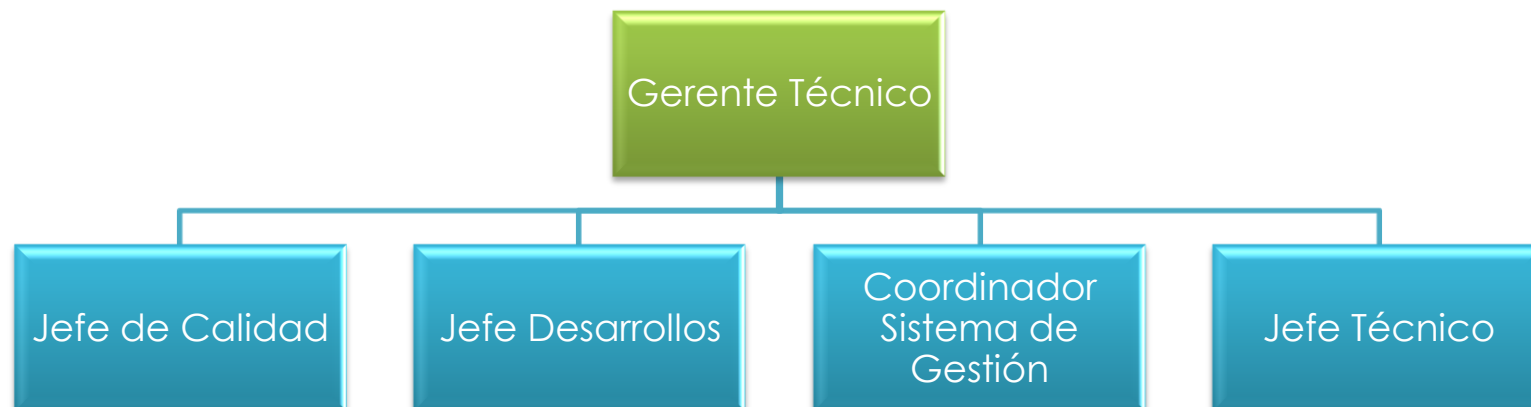 Gerente Técnico
Jefe de Calidad
Jefe Desarrollos
Coordinador
Sistema de
Gestión
Jefe Técnico